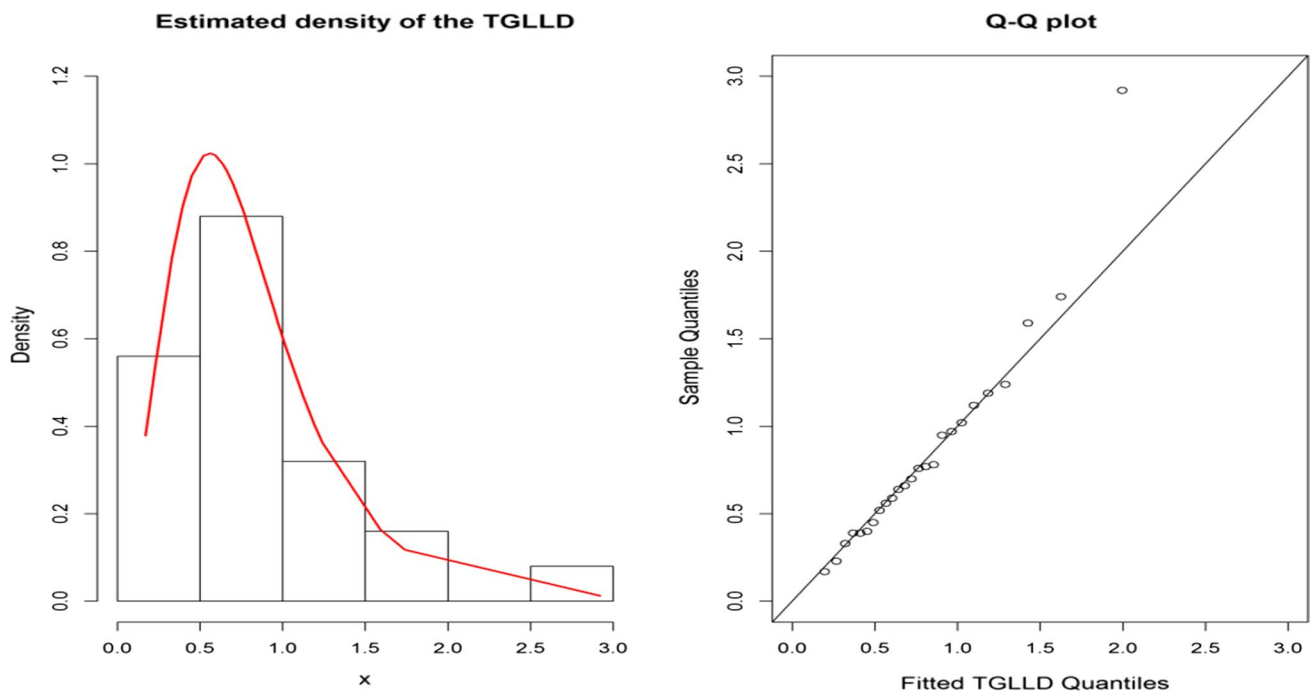 Estimated density of the TGLLD
1.2
1.0
0.8
0.6
0.4
0.2
0.0
Density
0.0 0.5 1.0 1.5 2.0 2.5 3.0
x
Q-Q plot
3.0
2.5
2.0
1.5
1.0
0.5
0.0
Sample Quantiles
0.0 0.5 1.0 1.5 2.0 2.5 3.0
Fitted TGLLD Quantiles